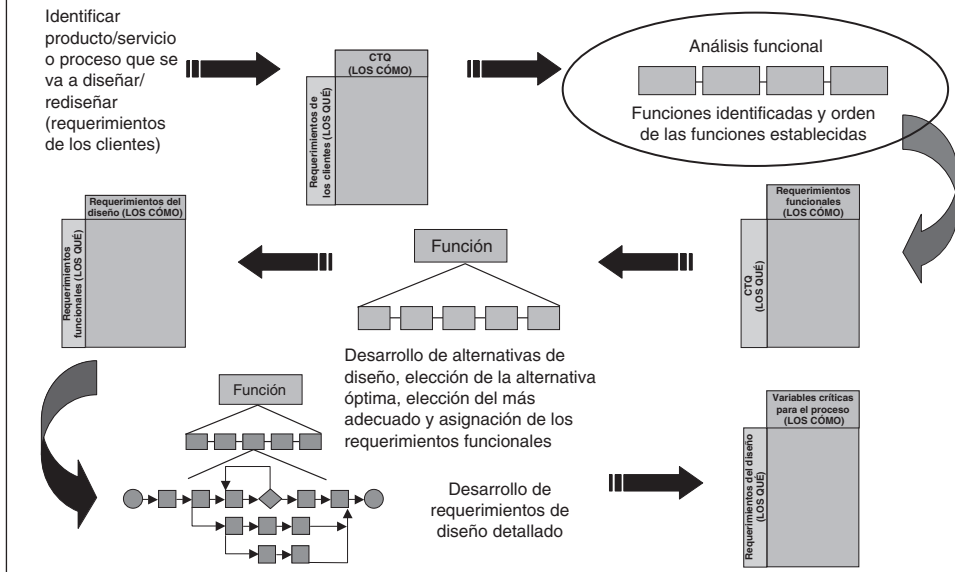 Identificar
producto/servicio
o proceso que se
va a diseñar/
rediseñar
(requerimientos
de los clientes)
CTQ
(LOS CÓMO)
Requerimientos de
los clientes (LOS QUÉ)
Análisis funcional
Funciones identificadas y orden
de las funciones establecidas
Requerimientos
funcionales
(LOS CÓMO)
CTQ
(LOS QUÉ)
Función
Desarrollo de alternativas de
diseño, elección de la alternativa
óptima, elección del más
adecuado y asignación de los
requerimientos funcionales
Requerimientos del
diseño (LOS CÓMO)
Requerimientos
funcionales (LOS QUÉ)
Función
Desarrollo de
requerimientos de
diseño detallado
Variables críticas
para el proceso
(LOS CÓMO)
Requerimientos del diseño
(LOS QUÉ)